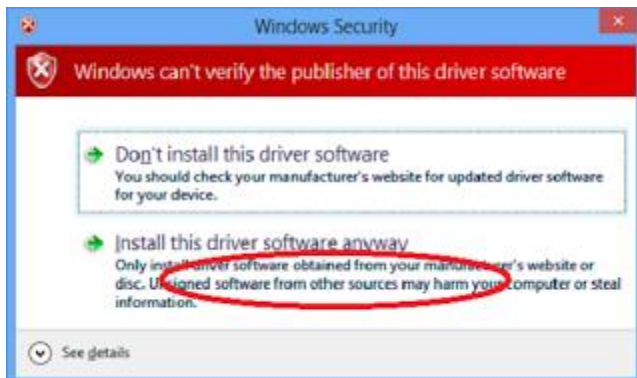 Windows Security
Windows can't verify the publisher of this driver software
Don't install this driver software
You should check your manufacturer's website for updated driver software
for your device.
Install this driver software anyway
Only install driver software obtained from your manufacturer's website or
disc. Unsigned software from other sources may harm your computer or steal
information.
See details